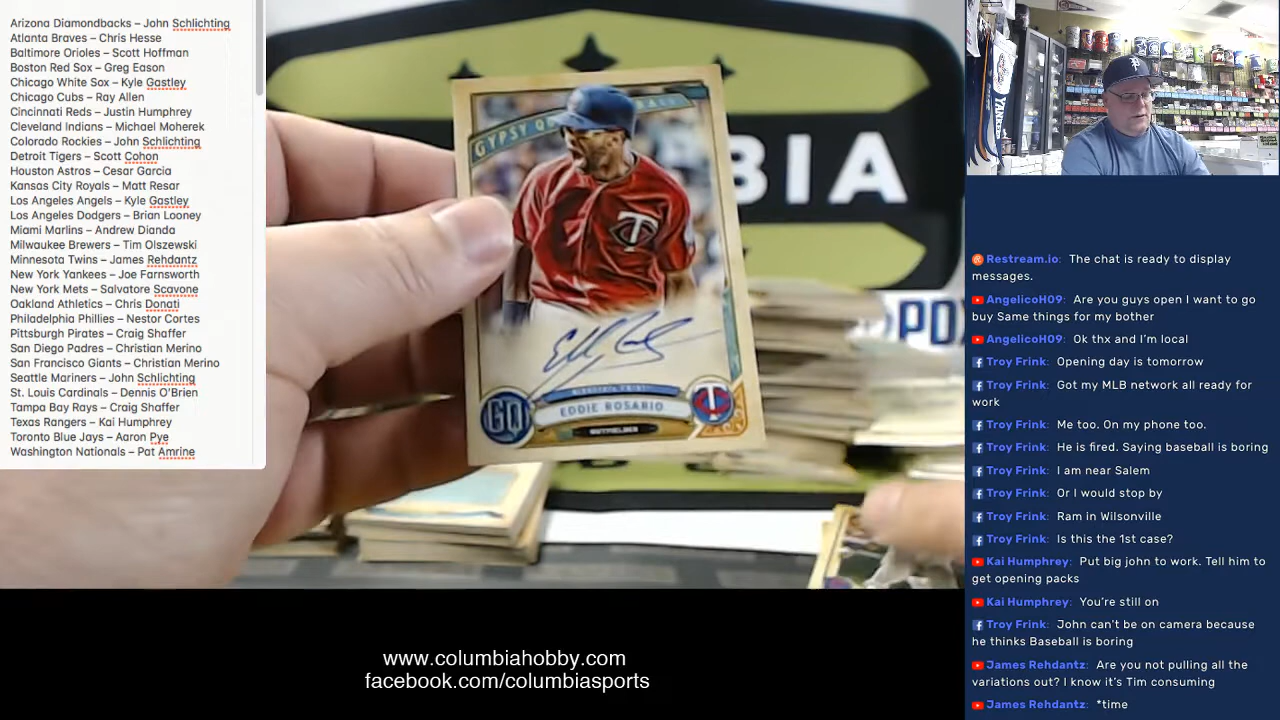 Arizona Diamondbacks – John Schlichting
Atlanta Braves – Chris Hesse
Baltimore Orioles – Scott Hoffman
Boston Red Sox – Greg Eason
Chicago White Sox – Kyle Gastley
Chicago Cubs – Ray Allen
Cincinnati Reds – Justin Humphrey
Cleveland Indians – Michael Moherek
Colorado Rockies – John Schlichting
Detroit Tigers – Scott Cohon
Houston Astros – Cesar Garcia
Kansas City Royals – Matt Resar
Los Angeles Angels – Kyle Gastley
Los Angeles Dodgers – Brian Looney
Miami Marlins – Andrew Dianda
Milwaukee Brewers – Tim Olszewski
Minnesota Twins – James Rehdantz
New York Yankees – Joe Farnsworth
New York Mets – Salvatore Scavone
Oakland Athletics – Chris Donati
Philadelphia Phillies – Nestor Cortes
Pittsburgh Pirates – Craig Shaffer
San Diego Padres – Christian Merino
San Francisco Giants – Christian Merino
Seattle Mariners – John Schlichting
St. Louis Cardinals – Dennis O'Brien
Tampa Bay Rays – Craig Shaffer
Texas Rangers – Kai Humphrey
Toronto Blue Jays – Aaron Pye
Washington Nationals – Pat Amrine
GYPSY
BIA
GQ
EDDIE ROSARIO
OUTFIELDER
www.columbiahobby.com
facebook.com/columbiasports
Restream.io: The chat is ready to display
messages.
AngelicoH09: Are you guys open I want to go
buy Same things for my bother
AngelicoH09: Ok thx and I'm local
Troy Frink: Opening day is tomorrow
Troy Frink: Got my MLB network all ready for
work
Troy Frink: Me too. On my phone too.
Troy Frink: He is fired. Saying baseball is boring
Troy Frink: I am near Salem
Troy Frink: Or I would stop by
Troy Frink: Ram in Wilsonville
Troy Frink: Is this the 1st case?
Kai Humphrey: Put big john to work. Tell him to
get opening packs
Kai Humphrey: You're still on
Troy Frink: John can't be on camera because
he thinks Baseball is boring
James Rehdantz: Are you not pulling all the
variations out? I know it's Tim consuming
James Rehdantz: *time